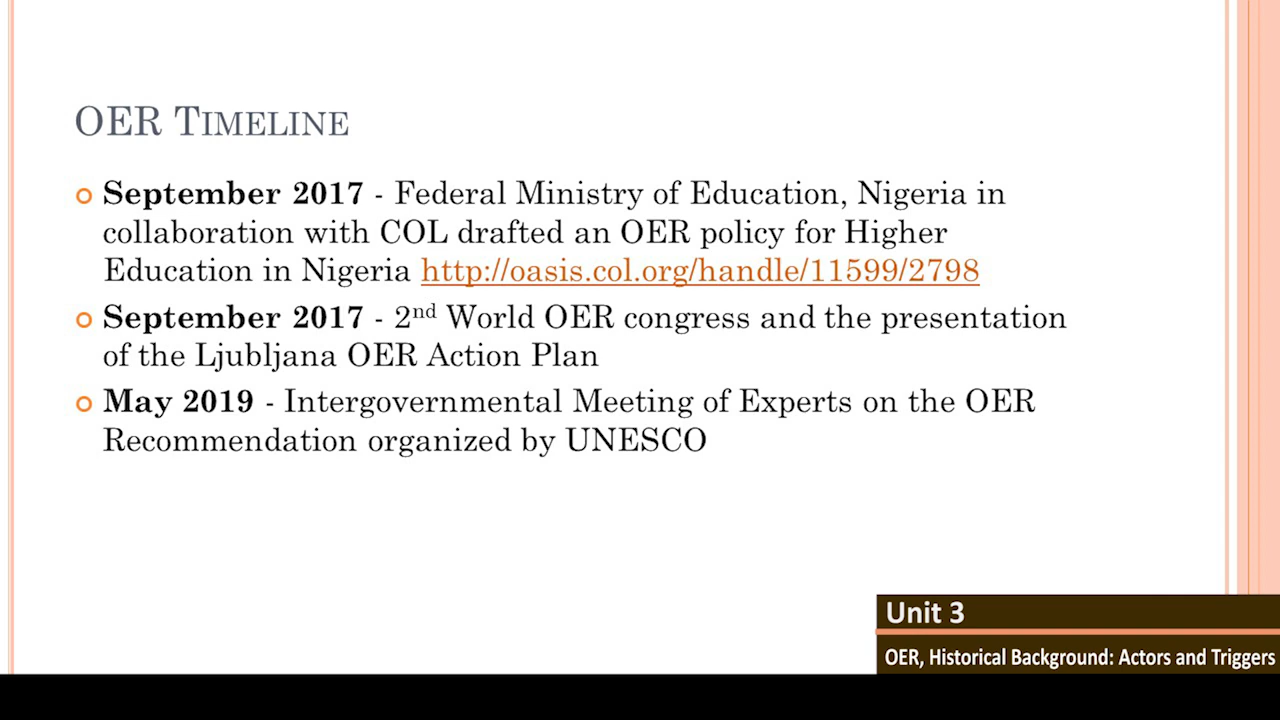 OER TIMELINE
September 2017 - Federal Ministry of Education, Nigeria in
collaboration with COL drafted an OER policy for Higher
Education in Nigeria http://oasis.col.org/handle/11599/2798
September 2017 - 2nd World OER congress and the presentation
of the Ljubljana OER Action Plan
May 2019 - Intergovernmental Meeting of Experts on the OER
Recommendation organized by UNESCO
Unit 3
OER, Historical Background: Actors and Triggers